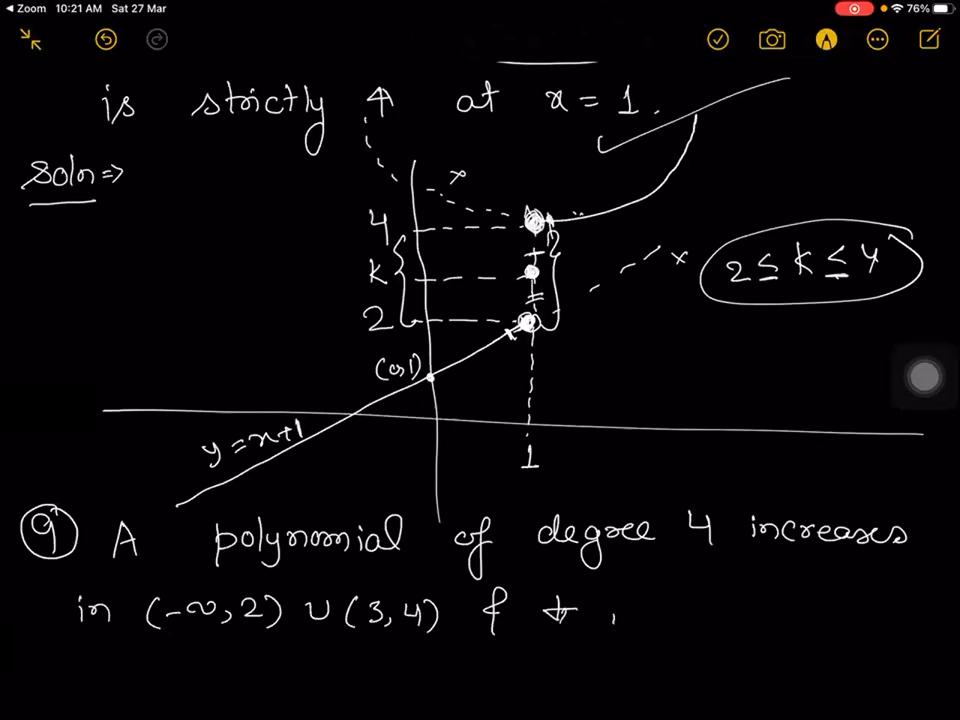 Zoom 10:21 AM Sat 27 Mar 76%
is strictly ↑ at x = 1.
Soln ⇒
4
K
2
2 ≤ K ≤ 4
(0,1)
y = x+1
1
9 A polynomial of degree 4 increases
in (-∞, 2) ∪ (3, 4) &